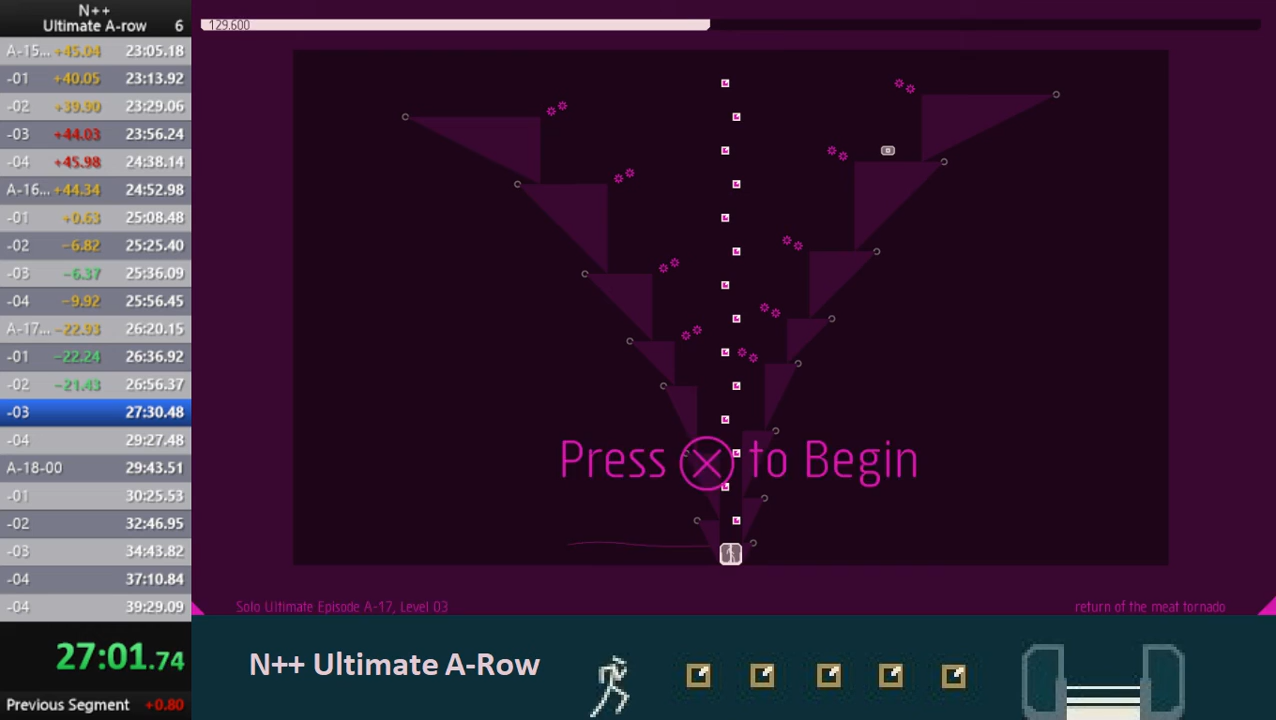 N++
Ultimate A-row 6
A-15... +45.04 23:05.18
-01 +40.05 23:13.92
-02 +39.90 23:29.06
-03 +44.03 23:56.24
-04 +45.98 24:38.14
A-16... +44.34 24:52.98
-01 +0.63 25:08.48
-02 −6.82 25:25.40
-03 −6.37 25:36.09
-04 −9.92 25:56.45
A-17... −22.93 26:20.15
-01 −22.24 26:36.92
-02 −21.43 26:56.37
-03 27:30.48
-04 29:27.48
A-18-00 29:43.51
-01 30:25.53
-02 32:46.95
-03 34:43.82
-04 37:10.84
-04 39:29.09
27:01.74
Previous Segment +0.80
129.600
Press X to Begin
Solo Ultimate Episode A-17, Level 03
return of the meat tornado
N++ Ultimate A-Row